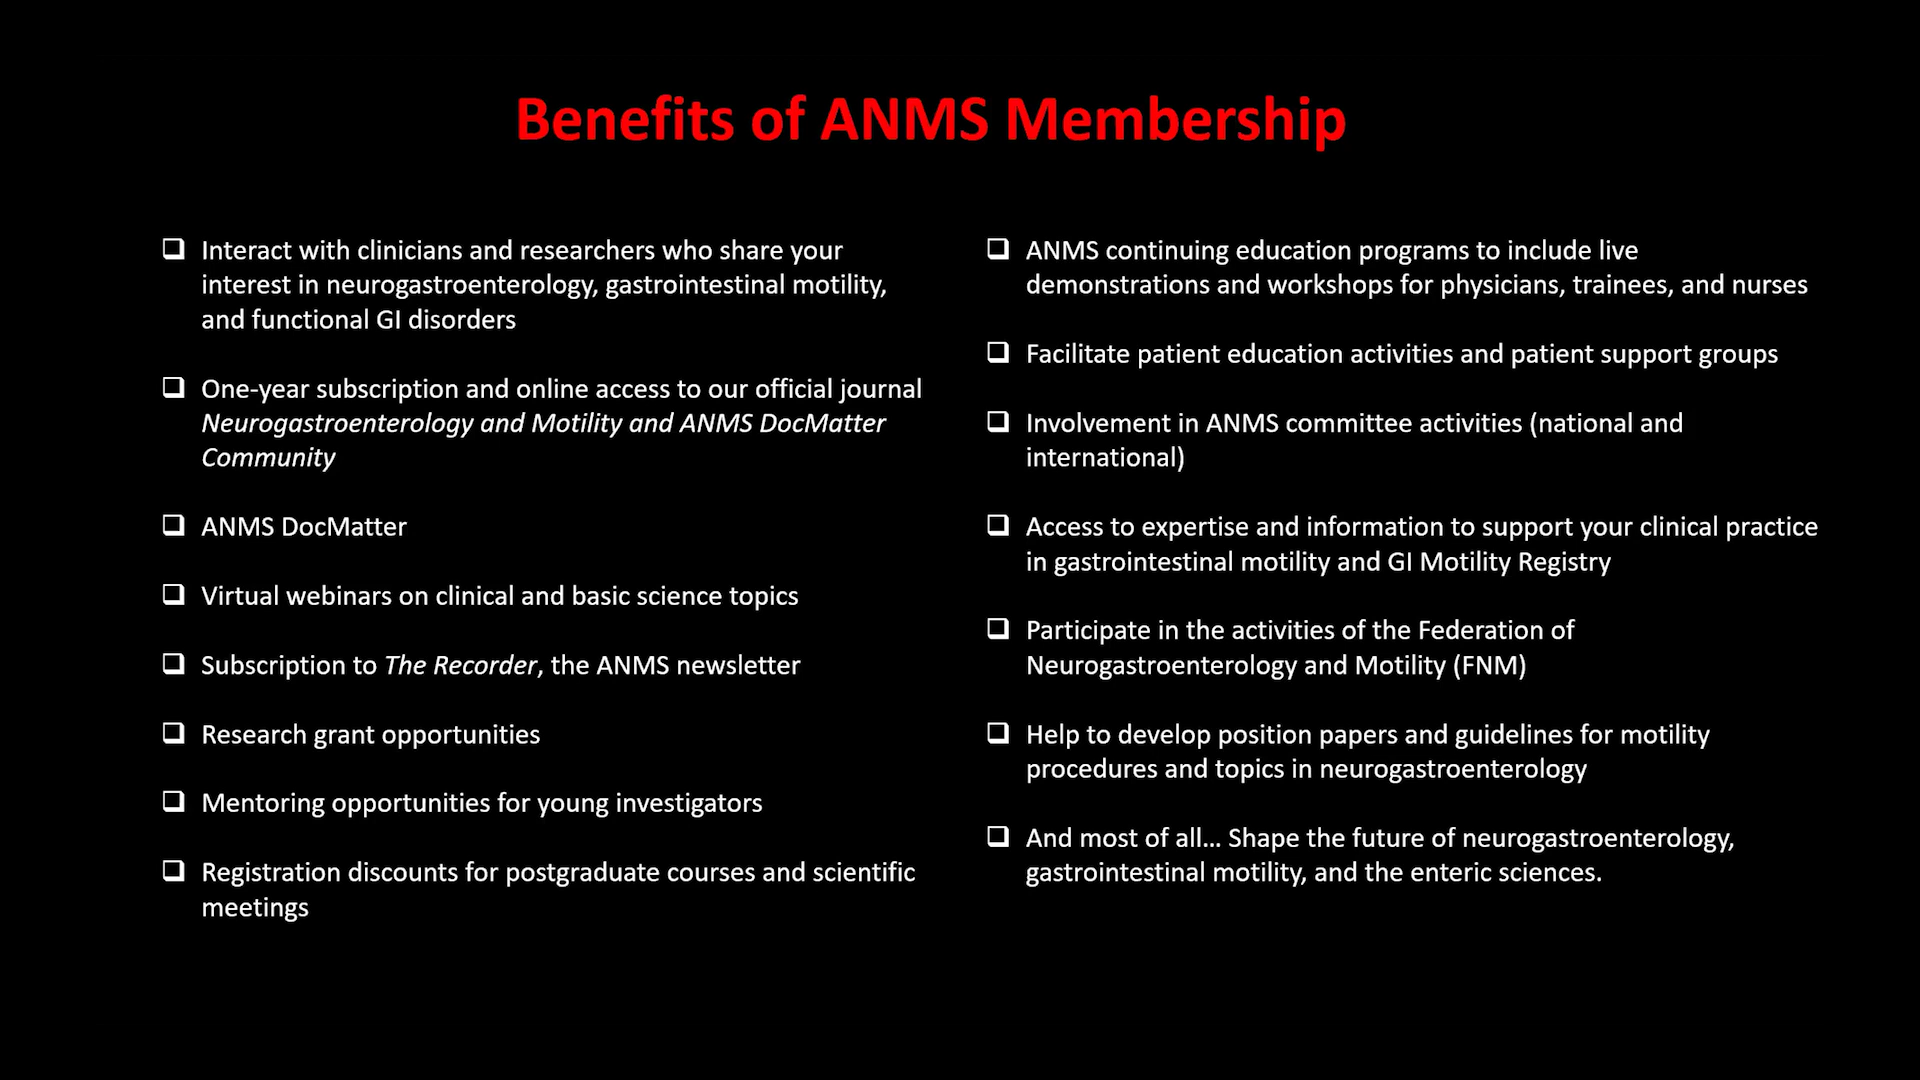 Benefits of ANMS Membership
❑ Interact with clinicians and researchers who share your
interest in neurogastroenterology, gastrointestinal motility,
and functional GI disorders
❑ One-year subscription and online access to our official journal
Neurogastroenterology and Motility and ANMS DocMatter
Community
❑ ANMS DocMatter
❑ Virtual webinars on clinical and basic science topics
❑ Subscription to The Recorder, the ANMS newsletter
❑ Research grant opportunities
❑ Mentoring opportunities for young investigators
❑ Registration discounts for postgraduate courses and scientific
meetings
❑ ANMS continuing education programs to include live
demonstrations and workshops for physicians, trainees, and nurses
❑ Facilitate patient education activities and patient support groups
❑ Involvement in ANMS committee activities (national and
international)
❑ Access to expertise and information to support your clinical practice
in gastrointestinal motility and GI Motility Registry
❑ Participate in the activities of the Federation of
Neurogastroenterology and Motility (FNM)
❑ Help to develop position papers and guidelines for motility
procedures and topics in neurogastroenterology
❑ And most of all… Shape the future of neurogastroenterology,
gastrointestinal motility, and the enteric sciences.